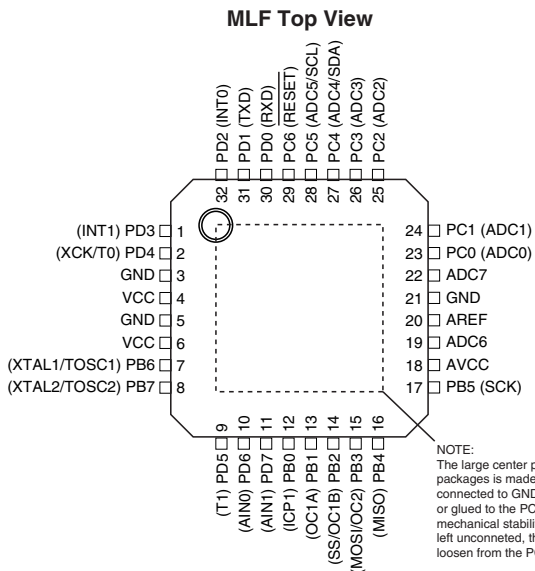 MLF Top View
PD2 (INT0)
PD1 (TXD)
PD0 (RXD)
PC6 (RESET)
PC5 (ADC5/SCL)
PC4 (ADC4/SDA)
PC3 (ADC3)
PC2 (ADC2)
32
31
30
29
28
27
26
25
(INT1) PD3 1
(XCK/T0) PD4 2
GND 3
VCC 4
GND 5
VCC 6
(XTAL1/TOSC1) PB6 7
(XTAL2/TOSC2) PB7 8
24 PC1 (ADC1)
23 PC0 (ADC0)
22 ADC7
21 GND
20 AREF
19 ADC6
18 AVCC
17 PB5 (SCK)
9
10
11
12
13
14
15
16
(T1) PD5
(AIN0) PD6
(AIN1) PD7
(ICP1) PB0
(OC1A) PB1
(SS/OC1B) PB2
(MOSI/OC2) PB3
(MISO) PB4
NOTE:
The large center
packages is made
connected to GND
or glued to the
mechanical
left unconneted,
loosen from the